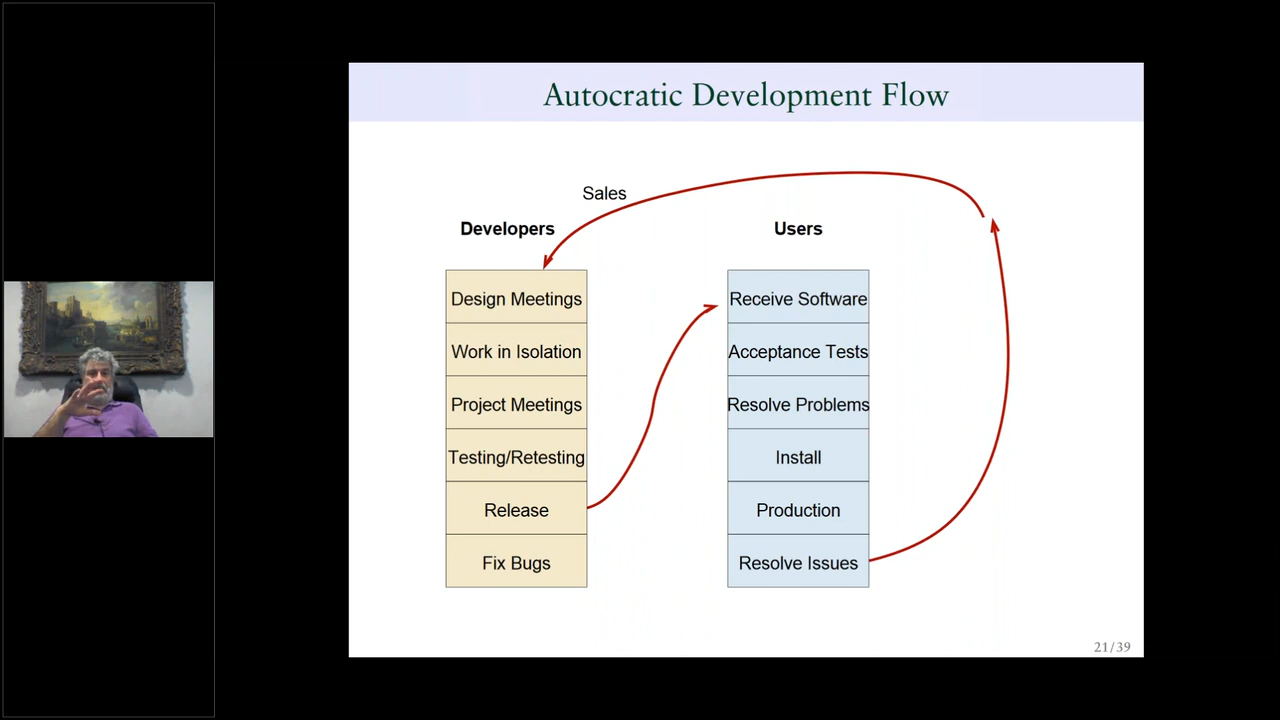 Autocratic Development Flow
Sales
Developers
Users
Design Meetings
Work in Isolation
Project Meetings
Testing/Retesting
Release
Fix Bugs
Receive Software
Acceptance Tests
Resolve Problems
Install
Production
Resolve Issues
21/39